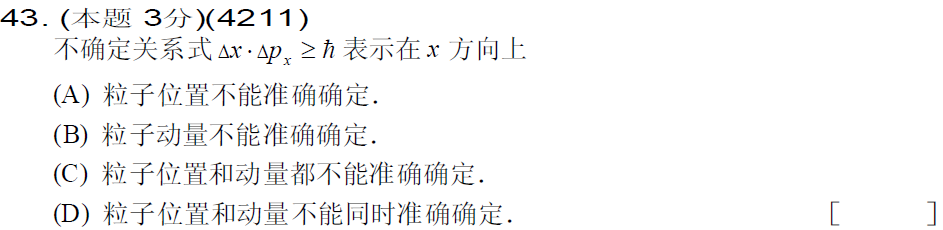 43. (本题 3分)(4211)
不确定关系式 Δx·Δpₓ ≥ ħ 表示在 x 方向上
(A) 粒子位置不能准确确定.
(B) 粒子动量不能准确确定.
(C) 粒子位置和动量都不能准确确定.
(D) 粒子位置和动量不能同时准确确定. [ ]